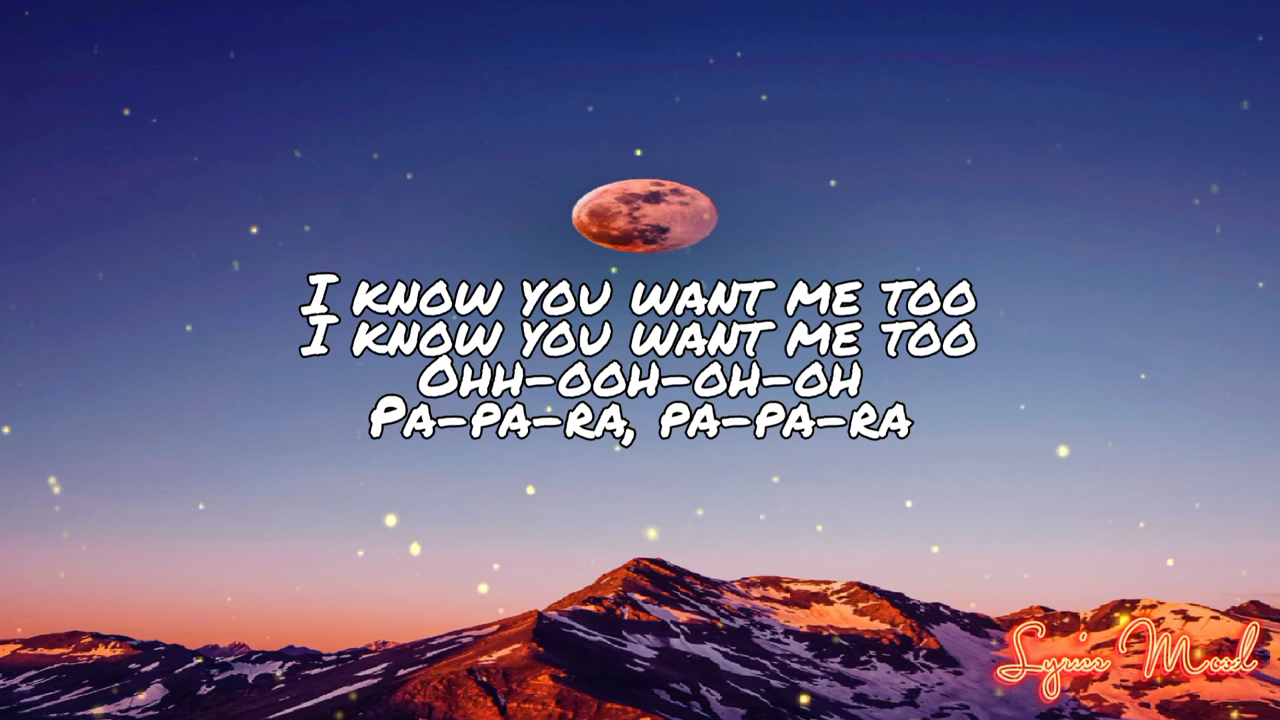 I KNOW YOU WANT ME TOO
I KNOW YOU WANT ME TOO
OHH-OOH-OH-OH
PA-PA-RA, PA-PA-RA
Lyrics Mood